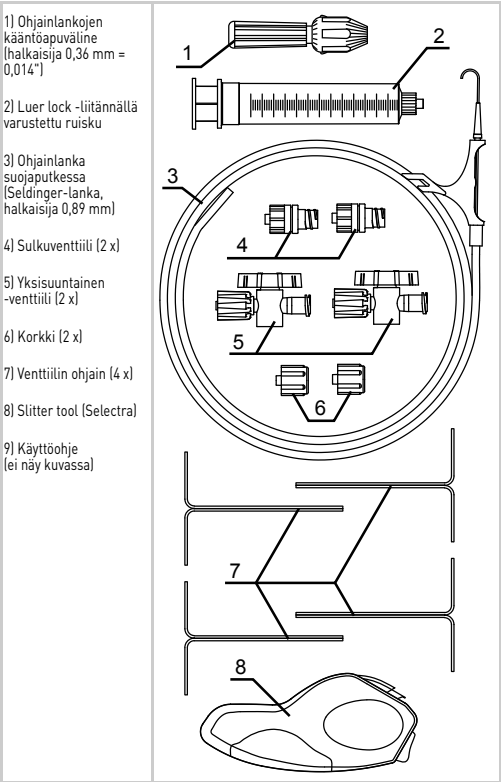 1) Ohjainlankojen
kääntöapuväline
(halkaisija 0,36 mm =
0,014")
2) Luer lock -liitännällä
varustettu ruisku
3) Ohjainlanka
suojaputkessa
(Seldinger-lanka,
halkaisija 0,89 mm)
4) Sulkuventtiili (2 x)
5) Yksisuuntainen
-venttiili (2 x)
6) Korkki (2 x)
7) Venttiilin ohjain (4 x)
8) Slitter tool (Selectra)
9) Käyttöohje
(ei näy kuvassa)
1
2
3
4
5
6
7
8